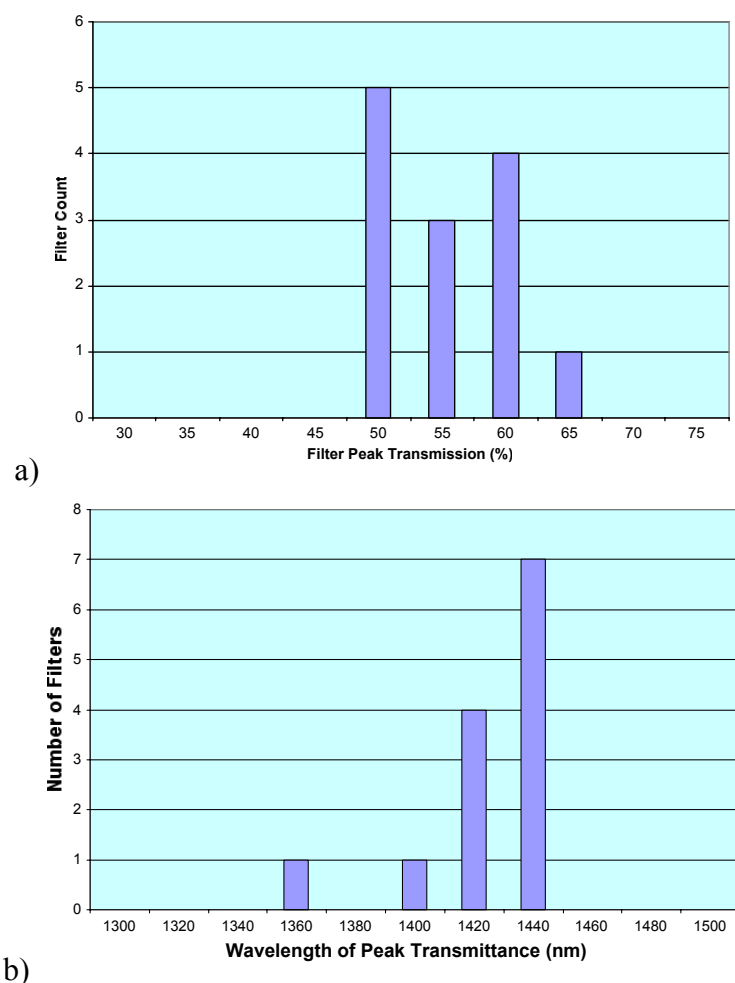 6
5
4
3
2
1
0
Filter Count
30 35 40 45 50 55 60 65 70 75
Filter Peak Transmission (%)
a)
8
7
6
5
4
3
2
1
0
Number of Filters
1300 1320 1340 1360 1380 1400 1420 1440 1460 1480 1500
Wavelength of Peak Transmittance (nm)
b)